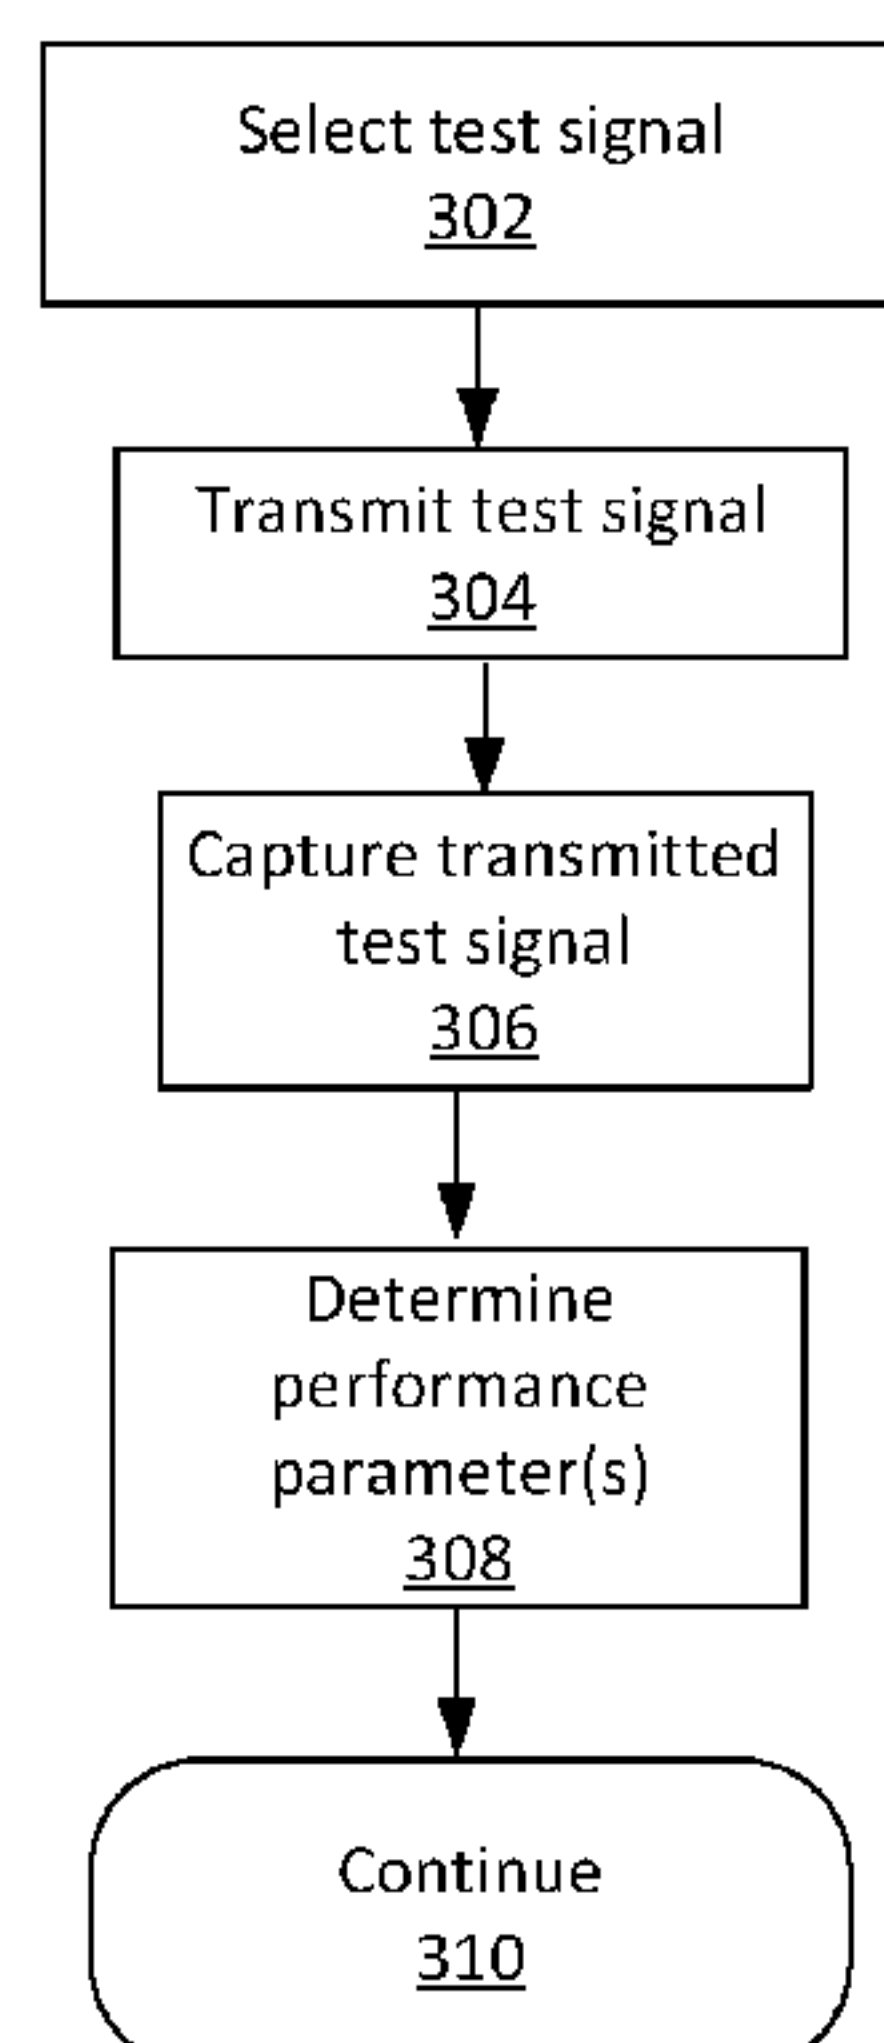 Select test signal
302
Transmit test signal
304
Capture transmitted
test signal
306
Determine
performance
parameter(s)
308
Continue
310